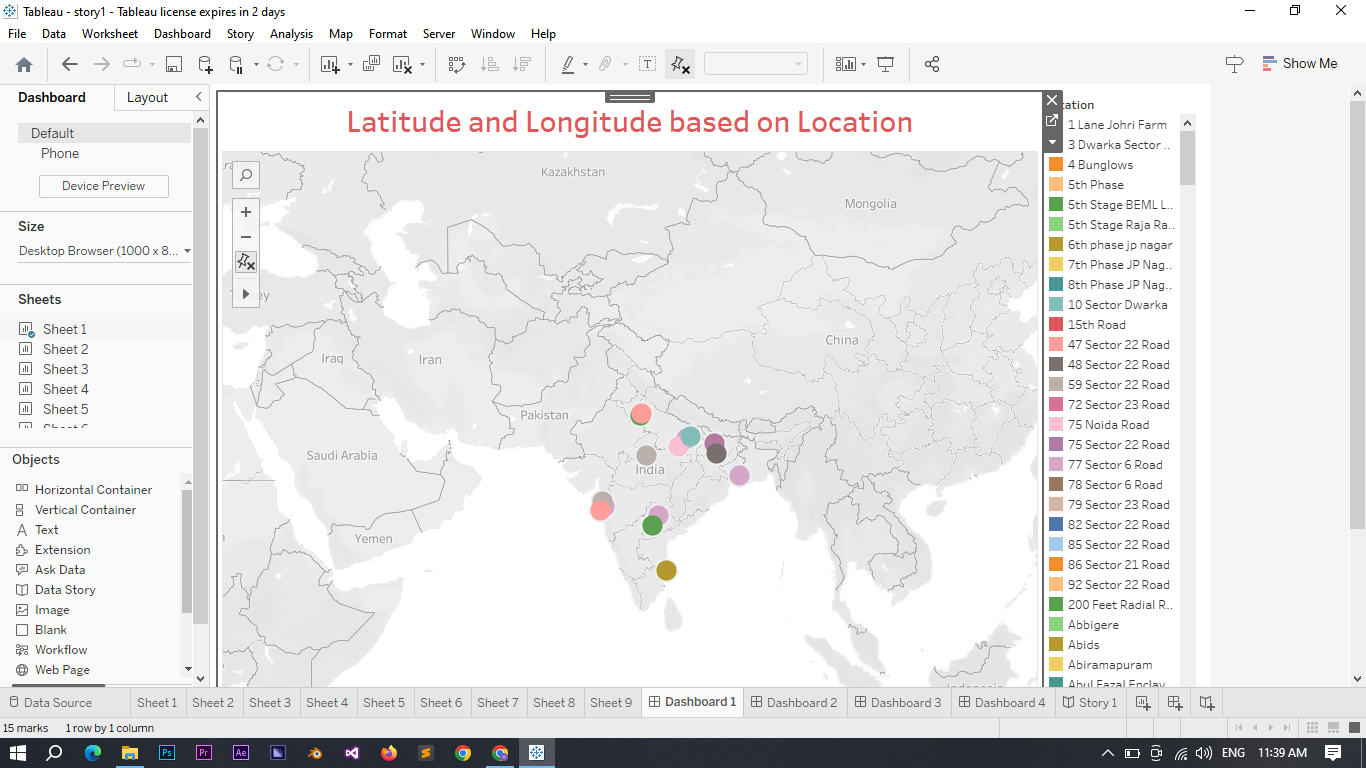 Tableau - story1 - Tableau license expires in 2 days
File Data Worksheet Dashboard Story Analysis Map Format Server Window Help
Show Me
Dashboard Layout
Default
Phone
Device Preview
Size
Desktop Browser (1000 x 8...
Sheets
Sheet 1
Sheet 2
Sheet 3
Sheet 4
Sheet 5
Objects
Horizontal Container
Vertical Container
Text
Extension
Ask Data
Data Story
Image
Blank
Workflow
Web Page
Latitude and Longitude based on Location
Kazakhstan
Mongolia
China
Iraq
Iran
Pakistan
Saudi Arabia
India
Yemen
1 Lane Johri Farm
3 Dwarka Sector ..
4 Bunglows
5th Phase
5th Stage BEML L..
5th Stage Raja Ra..
6th phase jp nagar
7th Phase JP Nag..
8th Phase JP Nag..
10 Sector Dwarka
15th Road
47 Sector 22 Road
48 Sector 22 Road
59 Sector 22 Road
72 Sector 23 Road
75 Noida Road
75 Sector 22 Road
77 Sector 6 Road
78 Sector 6 Road
79 Sector 23 Road
82 Sector 22 Road
85 Sector 22 Road
86 Sector 21 Road
92 Sector 22 Road
200 Feet Radial R..
Abbigere
Abids
Abiramapuram
Abul Fazal Enclav
Data Source Sheet 1 Sheet 2 Sheet 3 Sheet 4 Sheet 5 Sheet 6 Sheet 7 Sheet 8 Sheet 9 Dashboard 1 Dashboard 2 Dashboard 3 Dashboard 4 Story 1
15 marks 1 row by 1 column
Ps Pr Ae ENG 11:39 AM